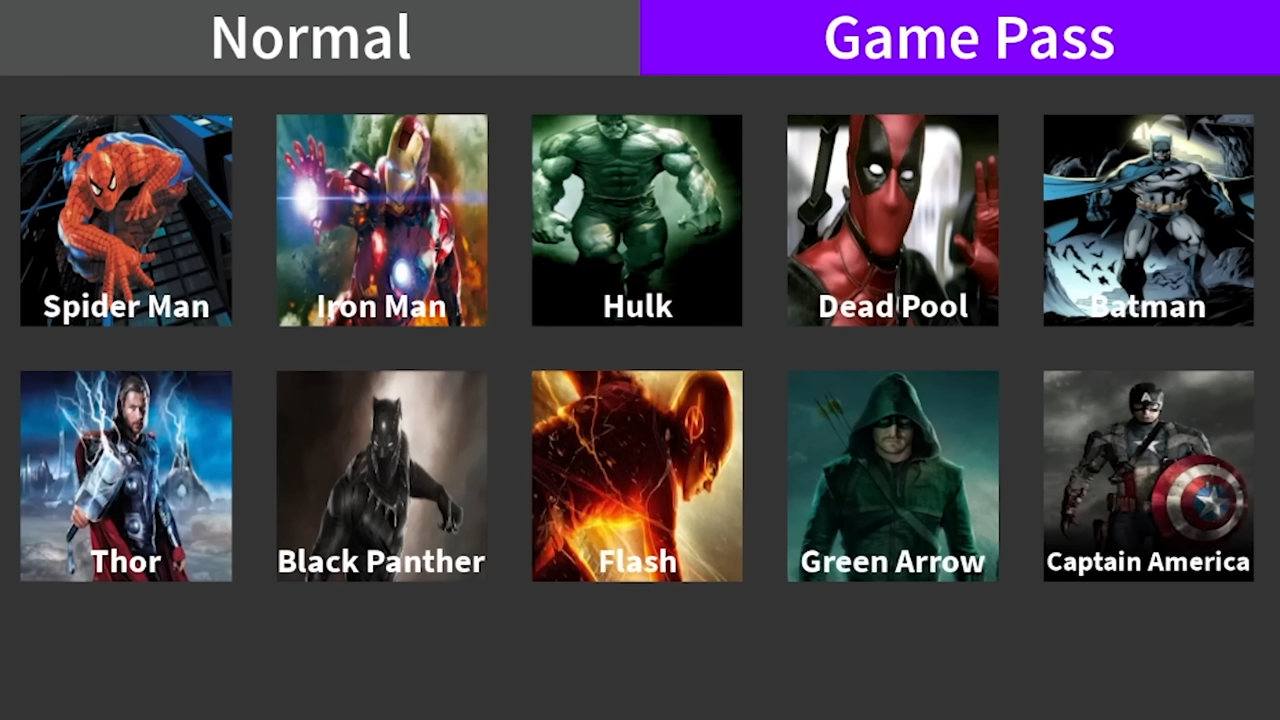 Normal
Game Pass
Spider Man
Iron Man
Hulk
Dead Pool
Batman
Thor
Black Panther
Flash
Green Arrow
Captain America